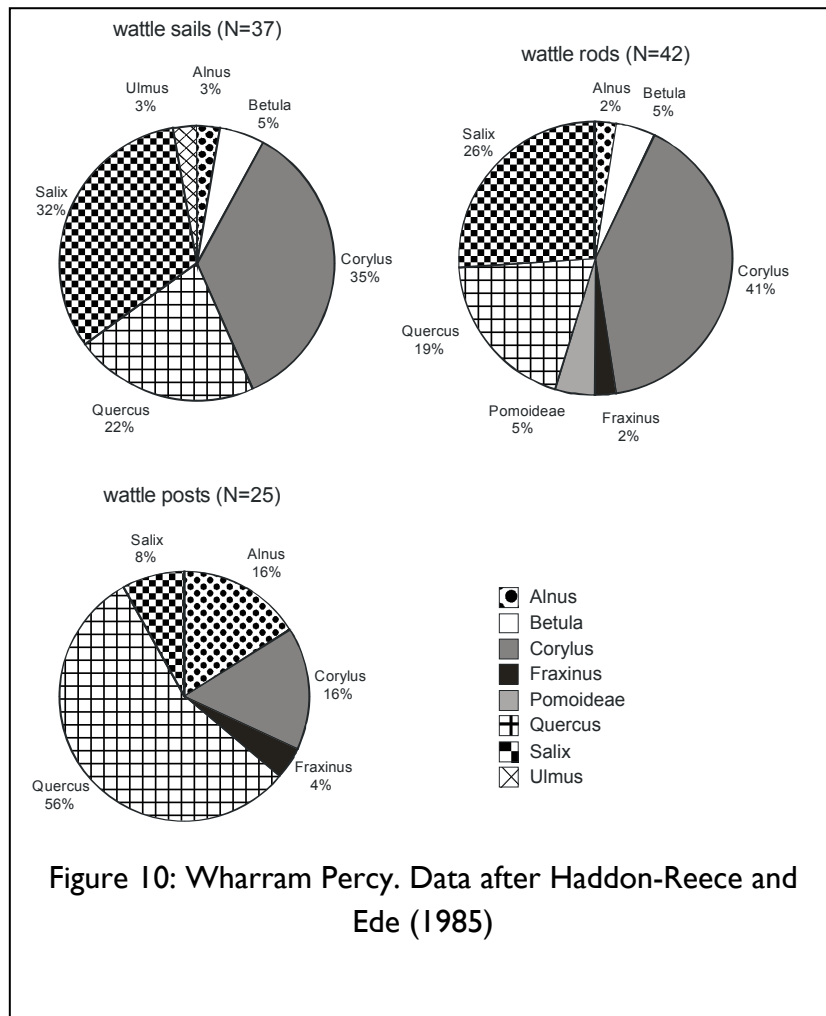 wattle sails (N=37)
Ulmus
3%
Alnus
3%
Betula
5%
Salix
32%
Corylus
35%
Quercus
22%
wattle rods (N=42)
Alnus
2%
Betula
5%
Salix
26%
Corylus
41%
Quercus
19%
Pomoideae
5%
Fraxinus
2%
wattle posts (N=25)
Salix
8%
Alnus
16%
Corylus
16%
Fraxinus
4%
Quercus
56%
Alnus
Betula
Corylus
Fraxinus
Pomoideae
Quercus
Salix
Ulmus
Figure 10: Wharram Percy. Data after Haddon-Reece and
Ede (1985)